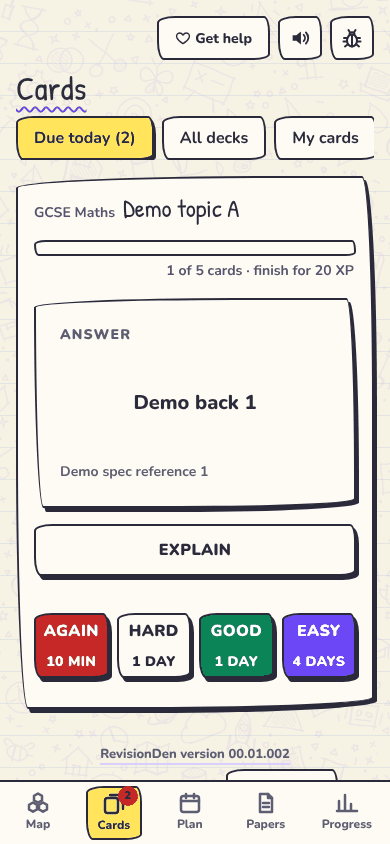 Get help
Cards
Due today (2)
All decks
My cards
GCSE Maths Demo topic A
1 of 5 cards · finish for 20 XP
ANSWER
Demo back 1
Demo spec reference 1
EXPLAIN
AGAIN
10 MIN
HARD
1 DAY
GOOD
1 DAY
EASY
4 DAYS
RevisionDen version 00.01.002
Map
2
Cards
Plan
Papers
Progress